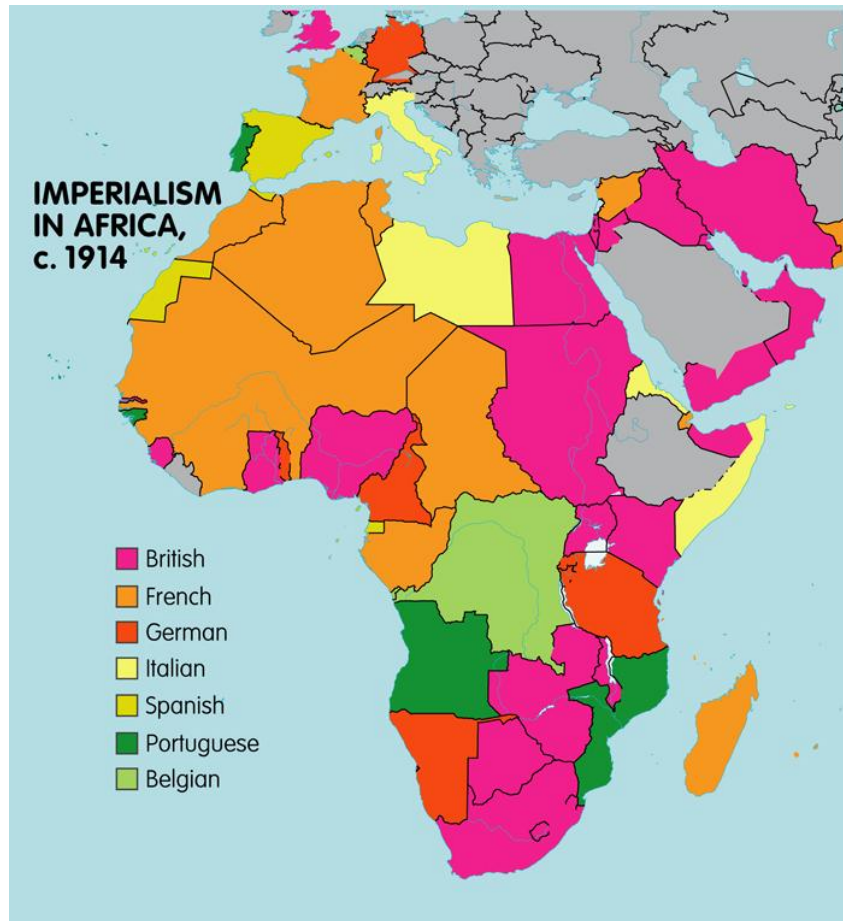 IMPERIALISM
IN AFRICA,
c. 1914
British
French
German
Italian
Spanish
Portuguese
Belgian